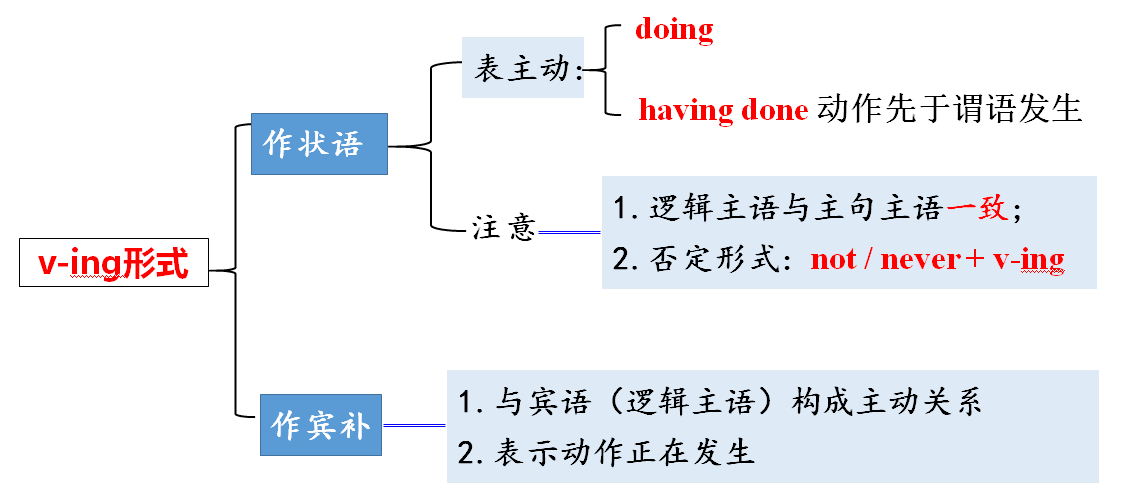 v-ing形式
作状语
表主动：
doing
having done 动作先于谓语发生
注意
1.逻辑主语与主句主语一致；
2.否定形式：not / never + v-ing
作宾补
1.与宾语（逻辑主语）构成主动关系
2.表示动作正在发生